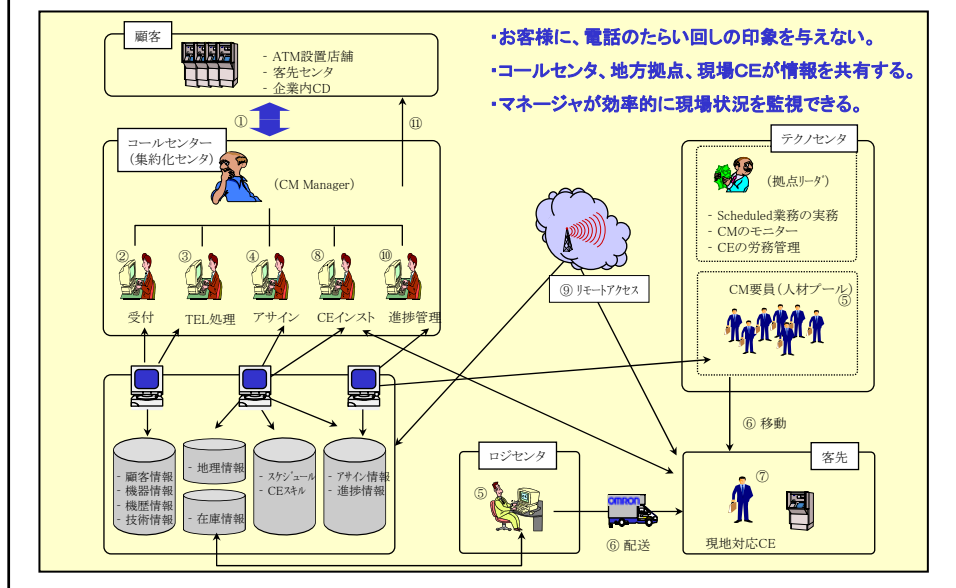 顧客
- ATM設置店舗
- 客先センタ
- 企業内CD
・お客様に、電話のたらい回しの印象を与えない。
・コールセンタ、地方拠点、現場CEが情報を共有する。
・マネージャが効率的に現場状況を監視できる。
①
⑪
コールセンター
(集約化センタ)
(CM Manager)
②
③
④
⑧
⑩
受付
TEL処理
アサイン
CEインスト
進捗管理
テクノセンタ
(拠点リーダ)
- Scheduled業務の実務
- CMのモニター
- CEの労務管理
CM要員(人材プール)
⑤
⑨ リモートアクセス
⑥ 移動
- 顧客情報
- 機器情報
- 機歴情報
- 技術情報
- 地理情報
- 在庫情報
- スケジュール
- CEスキル
- アサイン情報
- 進捗情報
ロジセンタ
⑤
OMRON
⑥ 配送
客先
⑦
現地対応CE